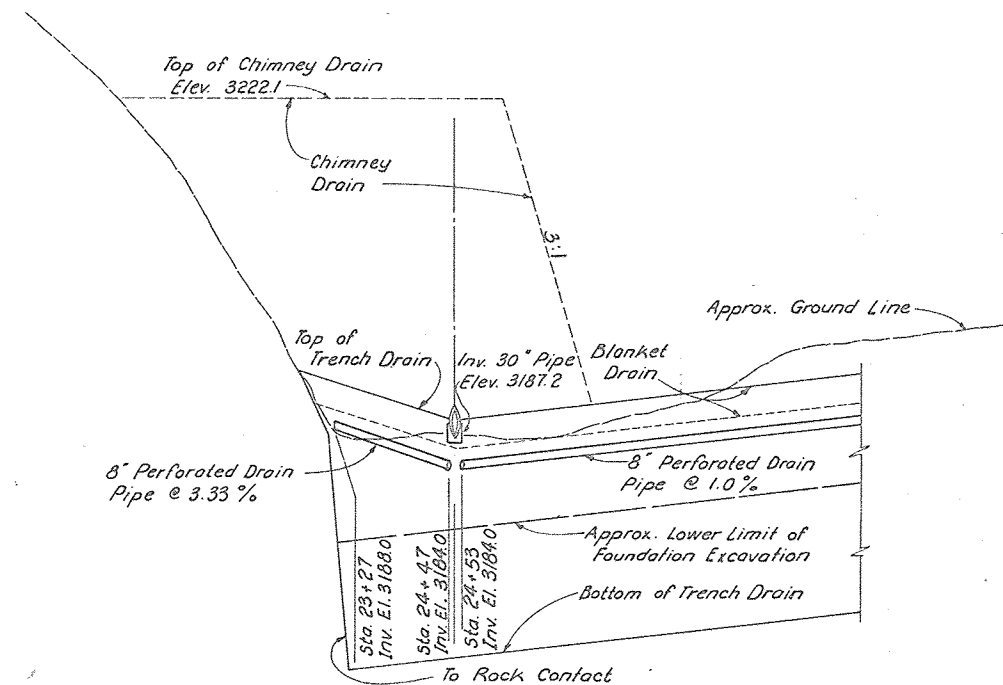 Top of Chimney Drain
Elev. 3222.1
Chimney
Drain
3:1
Approx. Ground Line
Top of
Trench Drain
Inv. 30" Pipe
Elev. 3187.2
Blanket
Drain
8" Perforated Drain
Pipe @ 3.33 %
8" Perforated Drain
Pipe @ 1.0 %
Approx. Lower Limit of
Foundation Excavation
Sta. 23+27
Inv. El. 3188.0
Sta. 24+47
Inv. El. 3184.0
Sta. 24+53
Inv. El. 3184.0
Bottom of Trench Drain
To Rock Contact